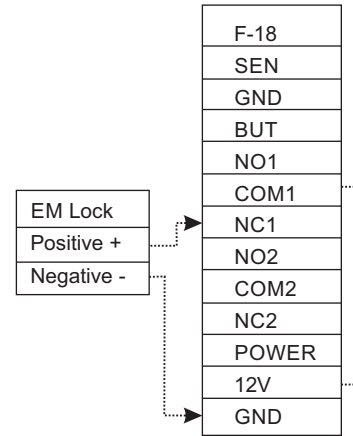 EM Lock
Positive +
Negative -
F-18
SEN
GND
BUT
NO1
COM1
NC1
NO2
COM2
NC2
POWER
12V
GND